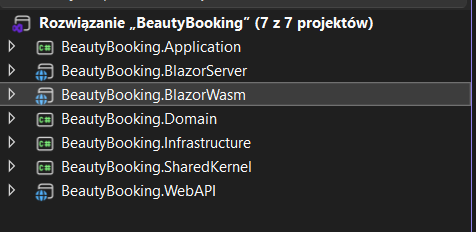 Rozwiązanie „BeautyBooking” (7 z 7 projektów)
BeautyBooking.Application
BeautyBooking.BlazorServer
BeautyBooking.BlazorWasm
BeautyBooking.Domain
BeautyBooking.Infrastructure
BeautyBooking.SharedKernel
BeautyBooking.WebAPI